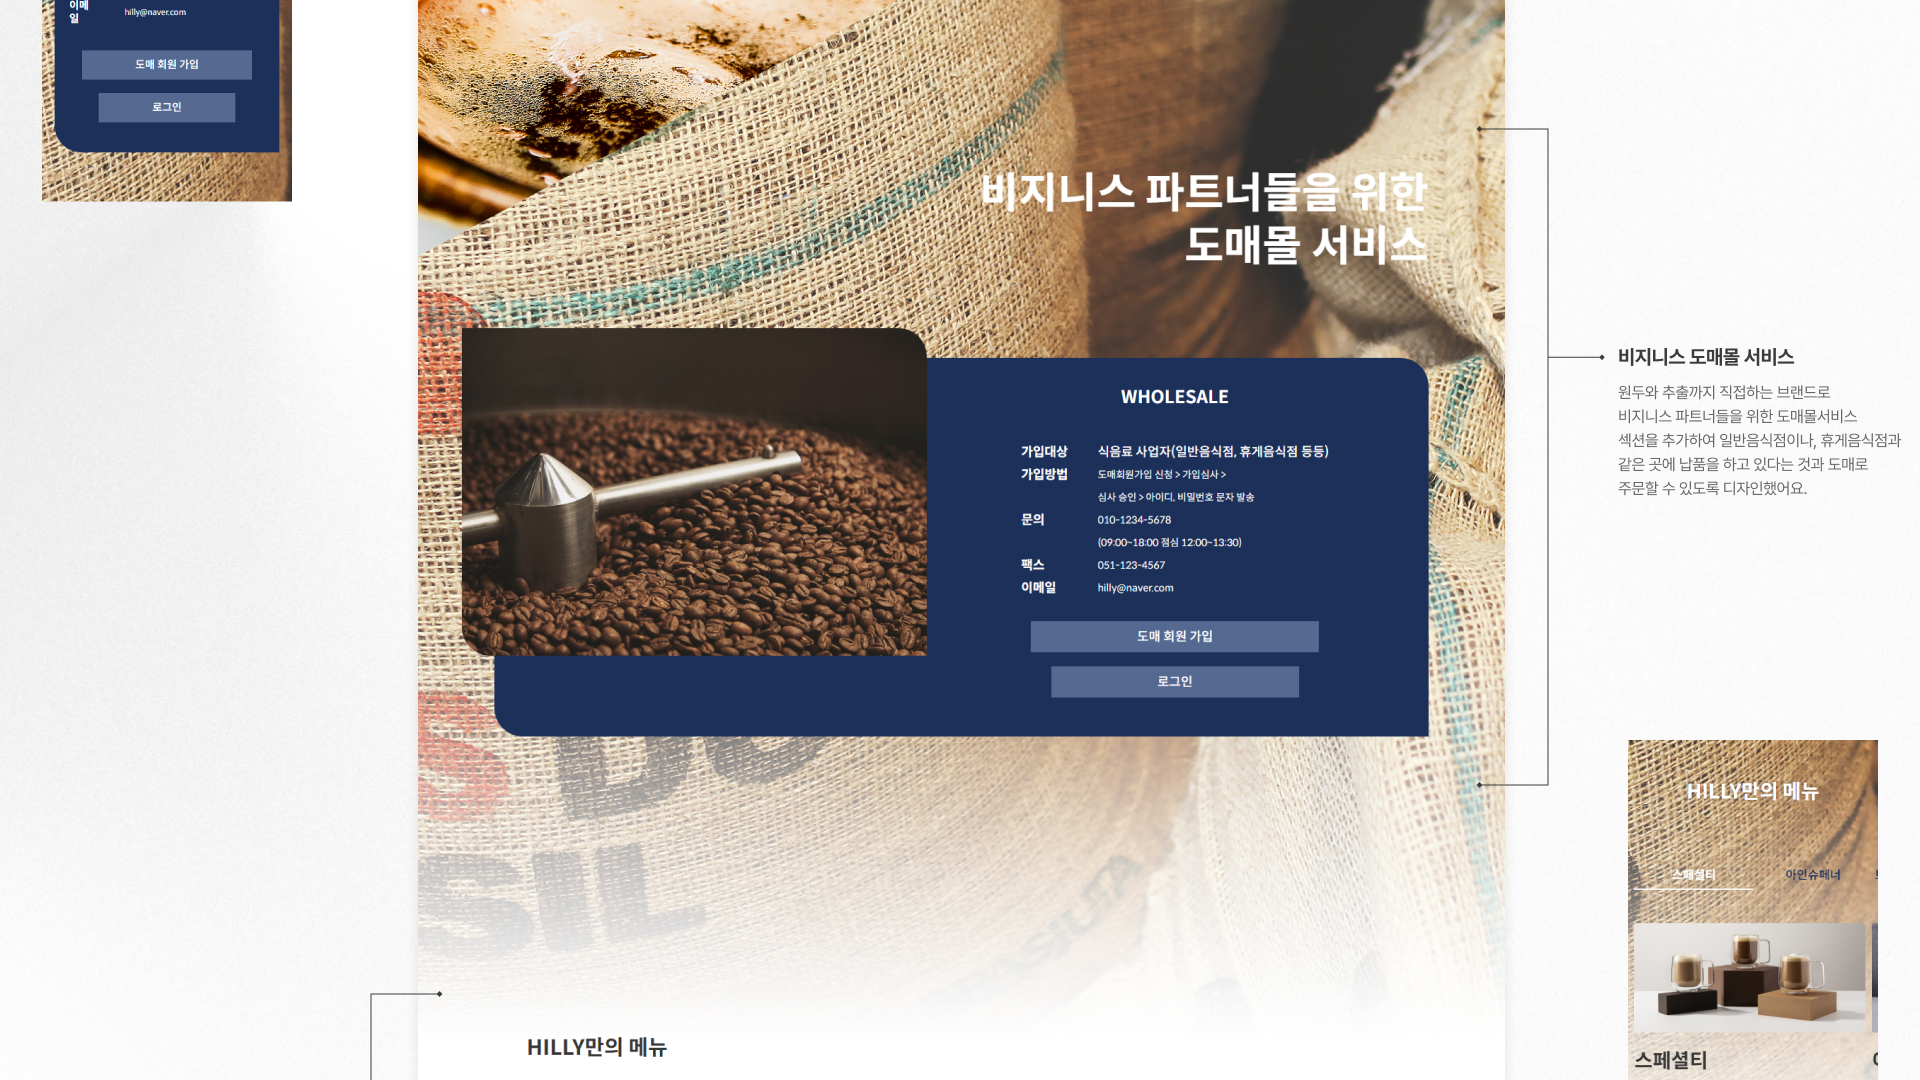 이메
일
hilly@naver.com
도매 회원 가입
로그인
비지니스 파트너들을 위한
도매몰 서비스
WHOLESALE
가입대상 식음료 사업자(일반음식점, 휴게음식점 등등)
가입방법 도매회원가입 신청 > 가입심사 >
심사 승인 > 아이디, 비밀번호 문자 발송
문의 010-1234-5678
(09:00~18:00 점심 12:00~13:30)
팩스 051-123-4567
이메일 hilly@naver.com
도매 회원 가입
로그인
S DO
SIL
비지니스 도매몰 서비스
원두와 추출까지 직접하는 브랜드로
비지니스 파트너들을 위한 도매몰서비스
섹션을 추가하여 일반음식점이나, 휴게음식점과
같은 곳에 납품을 하고 있다는 것과 도매로
주문할 수 있도록 디자인했어요.
HILLY만의 메뉴
HILLY만의 메뉴
스페셜티 아인슈페너
스페셜티